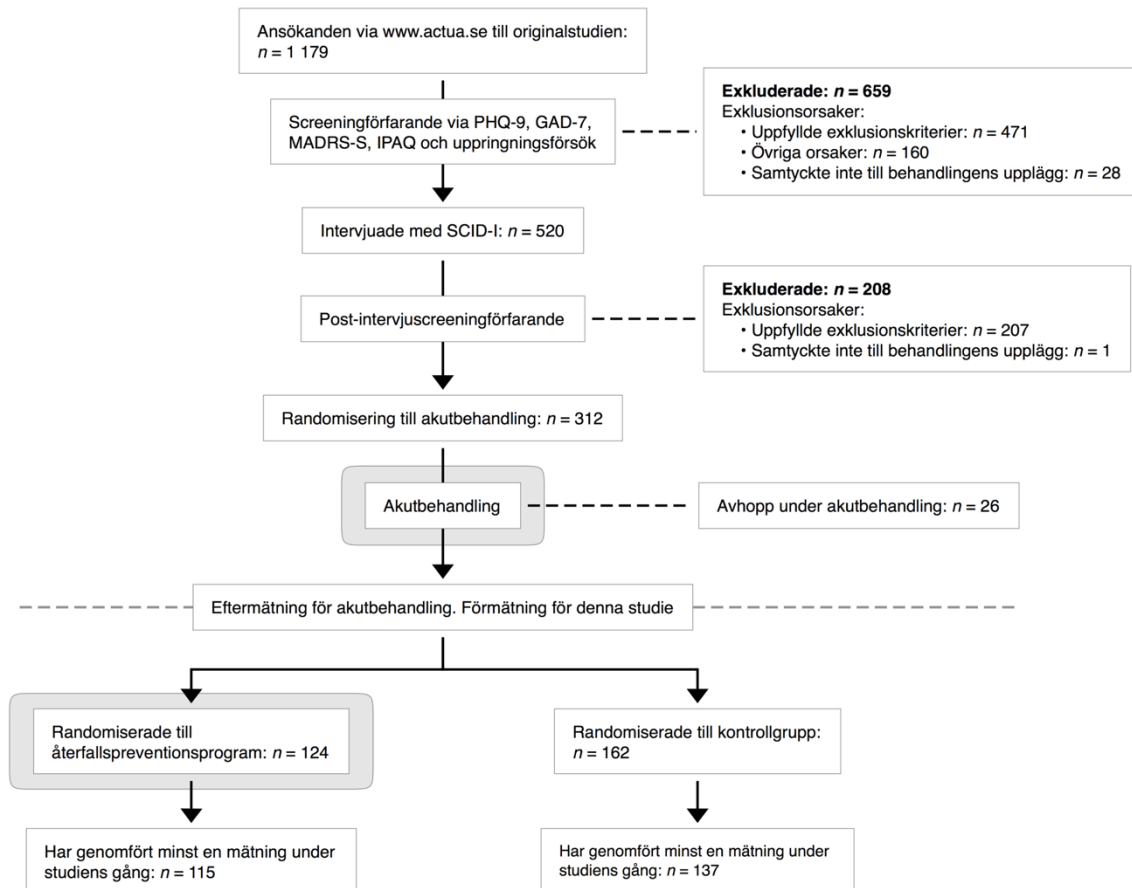 Ansökanden via www.actua.se till originalstudien:
n = 1 179
Screeningförfarande via PHQ-9, GAD-7,
MADRS-S, IPAQ och uppringningsförsök
Exkluderade: n = 659
Exklusionsorsaker:
• Uppfyllde exklusionskriterier: n = 471
• Övriga orsaker: n = 160
• Samtyckte inte till behandlingens upplägg: n = 28
Intervjuade med SCID-I: n = 520
Post-intervjuscreeningförfarande
Exkluderade: n = 208
Exklusionsorsaker:
• Uppfyllde exklusionskriterier: n = 207
• Samtyckte inte till behandlingens upplägg: n = 1
Randomisering till akutbehandling: n = 312
Akutbehandling
Avhopp under akutbehandling: n = 26
Eftermätning för akutbehandling. Förmätning för denna studie
Randomiserade till
återfallspreventionsprogram: n = 124
Randomiserade till kontrollgrupp:
n = 162
Har genomfört minst en mätning under
studiens gång: n = 115
Har genomfört minst en mätning under
studiens gång: n = 137